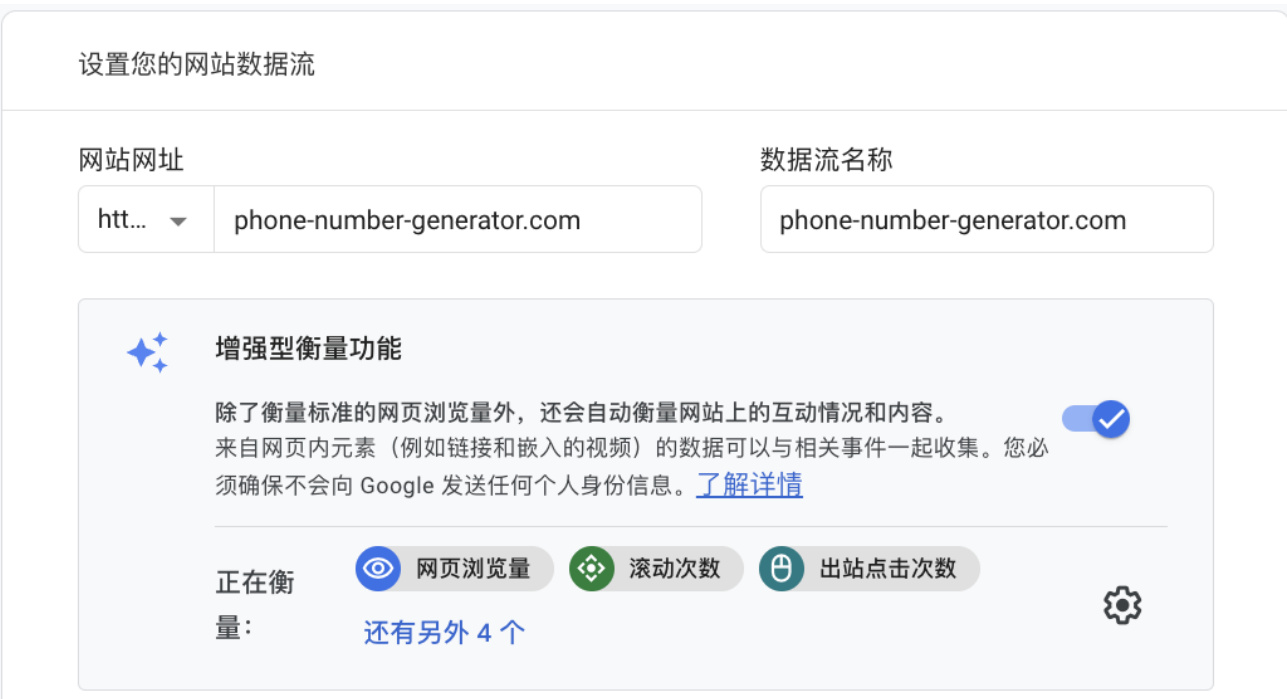 设置您的网站数据流
网站网址
数据流名称
htt...
phone-number-generator.com
phone-number-generator.com
增强型衡量功能
除了衡量标准的网页浏览量外，还会自动衡量网站上的互动情况和内容。
来自网页内元素（例如链接和嵌入的视频）的数据可以与相关事件一起收集。您必
须确保不会向 Google 发送任何个人身份信息。了解详情
正在衡
量：
网页浏览量
滚动次数
出站点击次数
还有另外 4 个